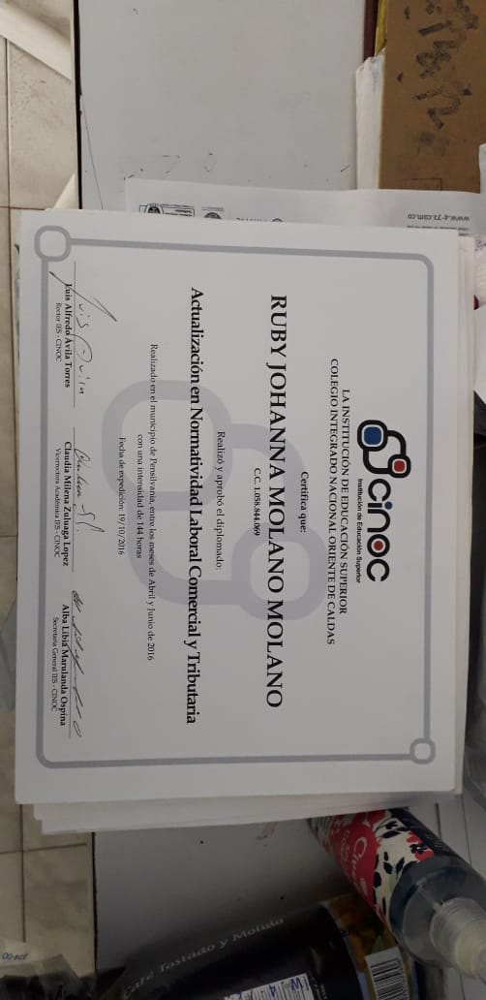 cinoc
Institución de Educación Superior
LA INSTITUCIÓN DE EDUCACIÓN SUPERIOR
COLEGIO INTEGRADO NACIONAL ORIENTE DE CALDAS
Certifica que:
RUBY JOHANNA MOLANO MOLANO
C.C. 1.058.844.069
Realizó y aprobó el diplomado:
Actualización en Normatividad Laboral Comercial y Tributaria
Realizado en el municipio de Pensilvania, entre los meses de Abril y Junio de 2016
con una intensidad de 144 horas
Fecha de expedición: 19/10/2016
Luis Alfredo Ávila Torres
Rector IES - CINOC
Claudia Milena Zuluaga Lopez
Vicerrectora Académica IES - CINOC
Alba Libia Marulanda Ospina
Secretaria General IES - CINOC
www.4-72.com.co
Café Tostado y Molido